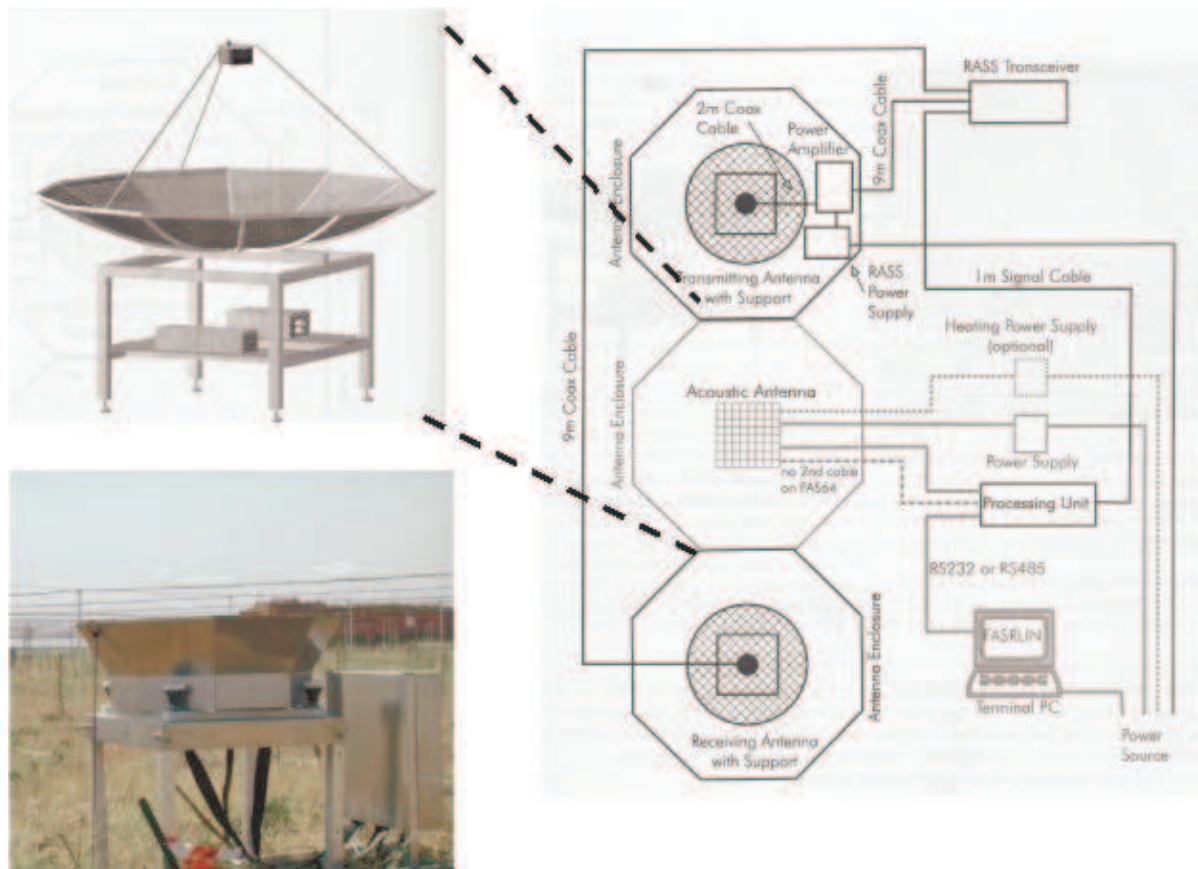 RASS Transceiver
2m Coax
Cable
Power
Amplifier
9m Coax Cable
Antenna Enclosure
Transmitting Antenna
with Support
RASS
Power
Supply
1m Signal Cable
Heating Power Supply
(optional)
9m Coax Cable
Antenna Enclosure
Acoustic Antenna
no 2nd cable
on FAS64
Power Supply
Processing Unit
RS232 or RS485
FASRUN
Terminal PC
Antenna Enclosure
Receiving Antenna
with Support
Power
Source